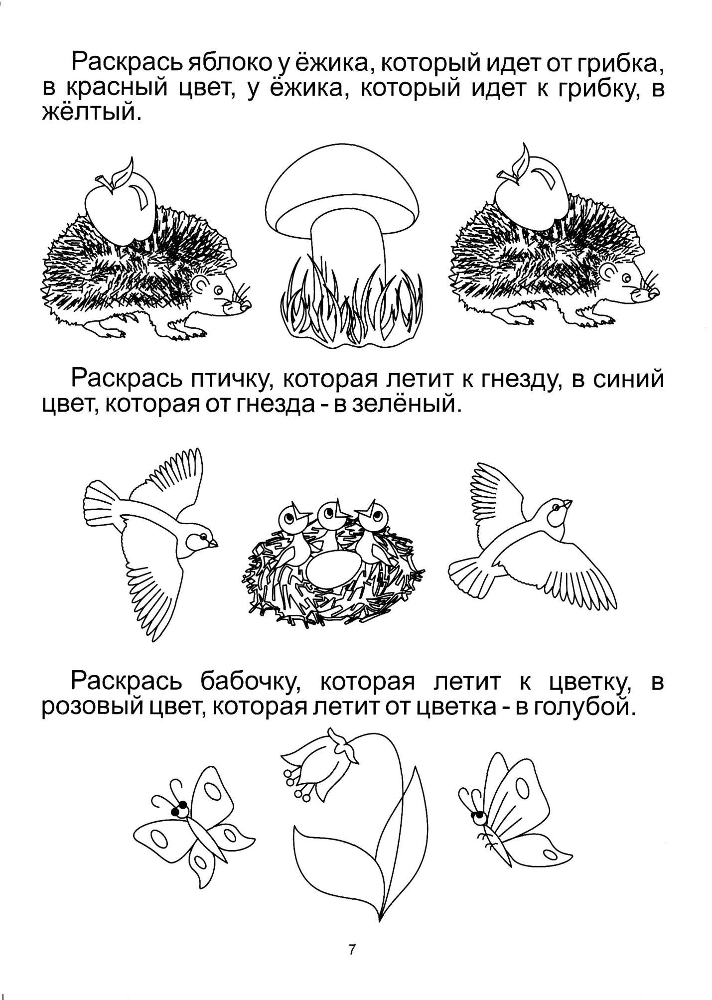 Раскрась яблоко у ёжика, который идет от грибка,
в красный цвет, у ёжика, который идет к грибку, в
жёлтый.
Раскрась птичку, которая летит к гнезду, в синий
цвет, которая от гнезда - в зелёный.
Раскрась бабочку, которая летит к цветку, в
розовый цвет, которая летит от цветка - в голубой.
7